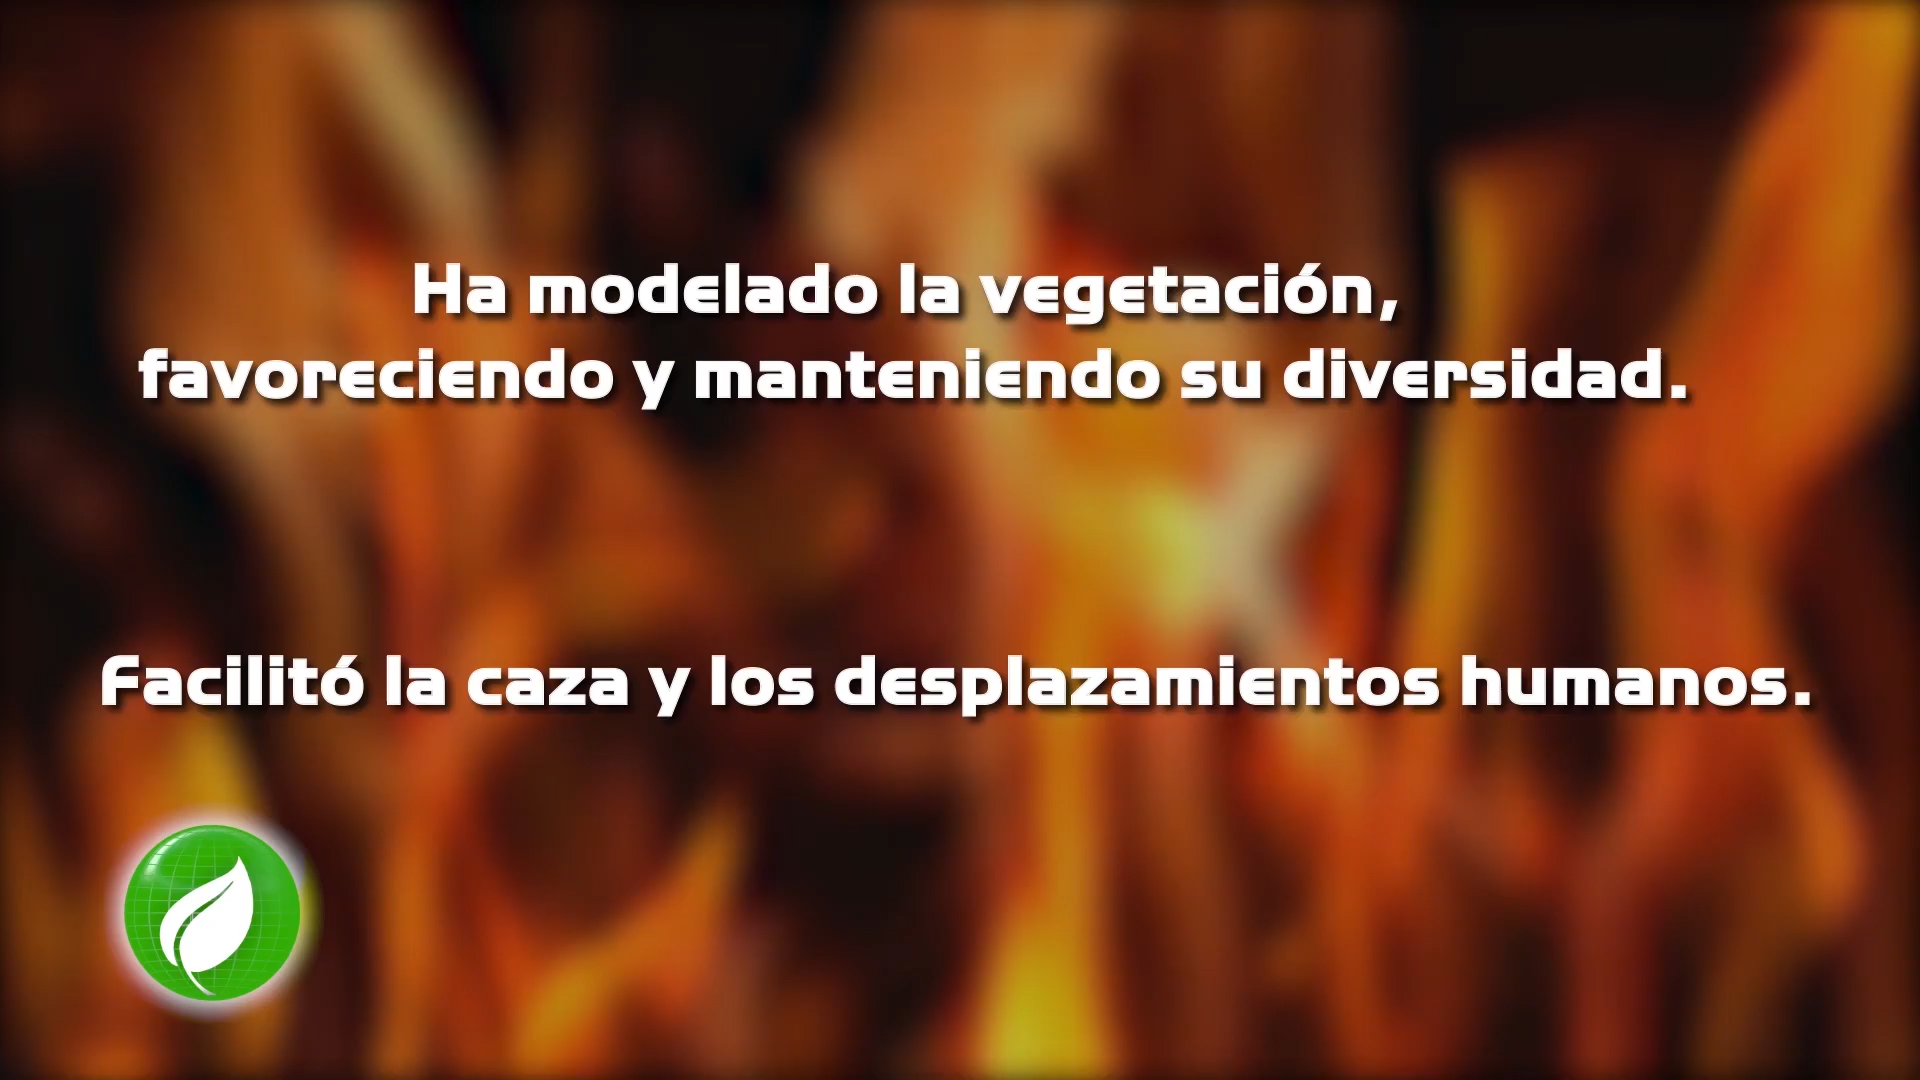 Ha modelado la vegetación,
favoreciendo y manteniendo su diversidad.
Facilitó la caza y los desplazamientos humanos.